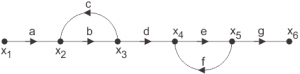 c
a b d e g
x₁ x₂ x₃ x₄ x₅ x₆
f